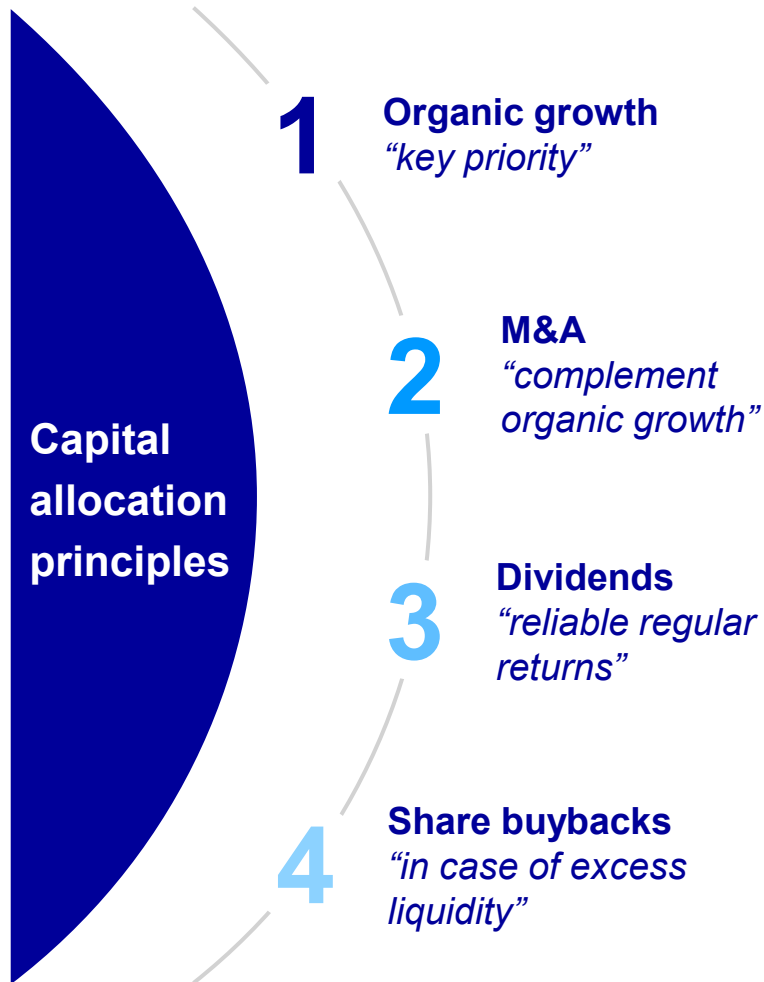 Capital
allocation
principles
1
Organic growth
“key priority”
2
M&A
“complement
organic growth”
3
Dividends
“reliable regular
returns”
4
Share buybacks
“in case of excess
liquidity”